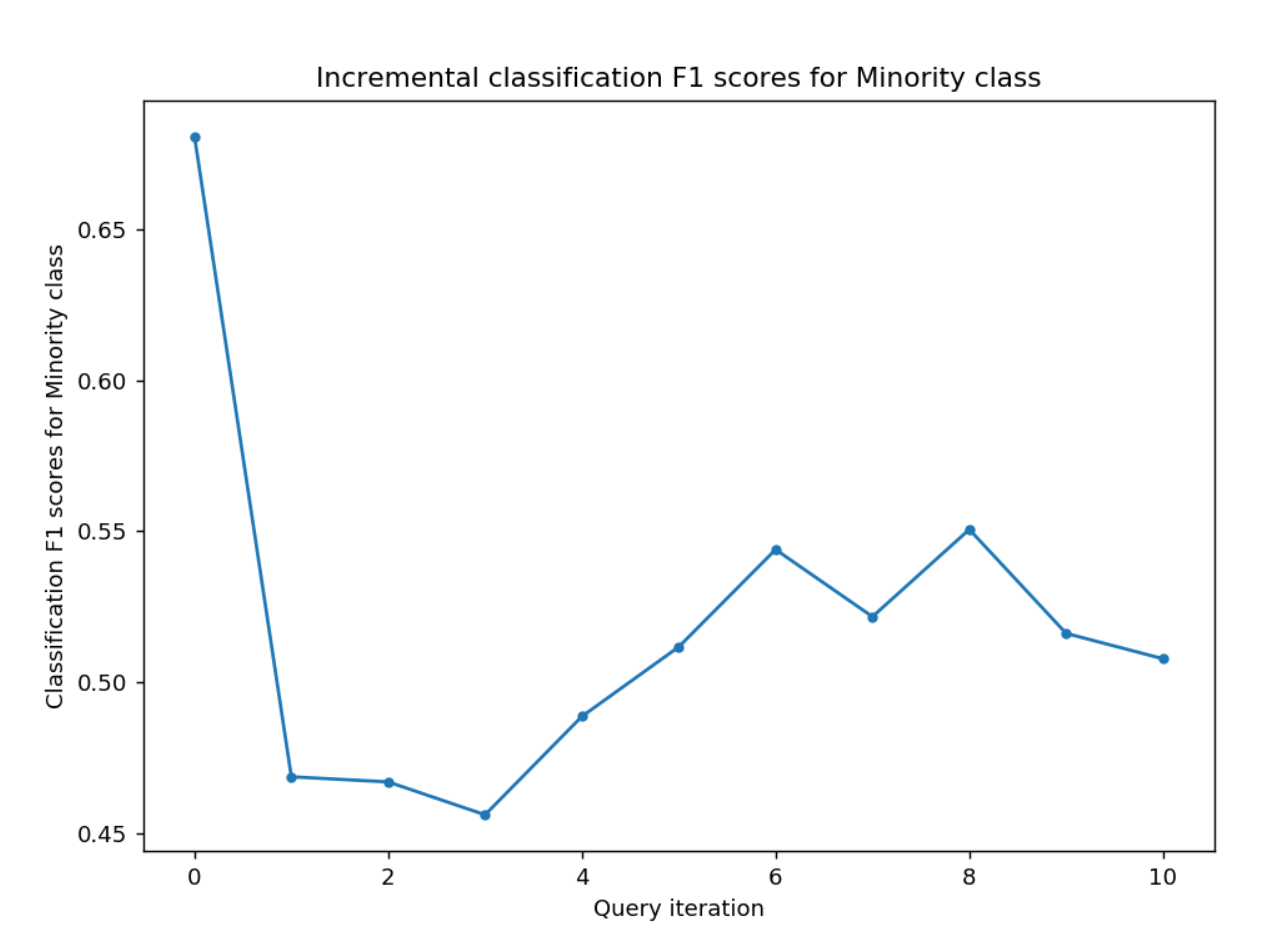 Incremental classification F1 scores for Minority class
Classification F1 scores for Minority class
0.65
0.60
0.55
0.50
0.45
0 2 4 6 8 10
Query iteration